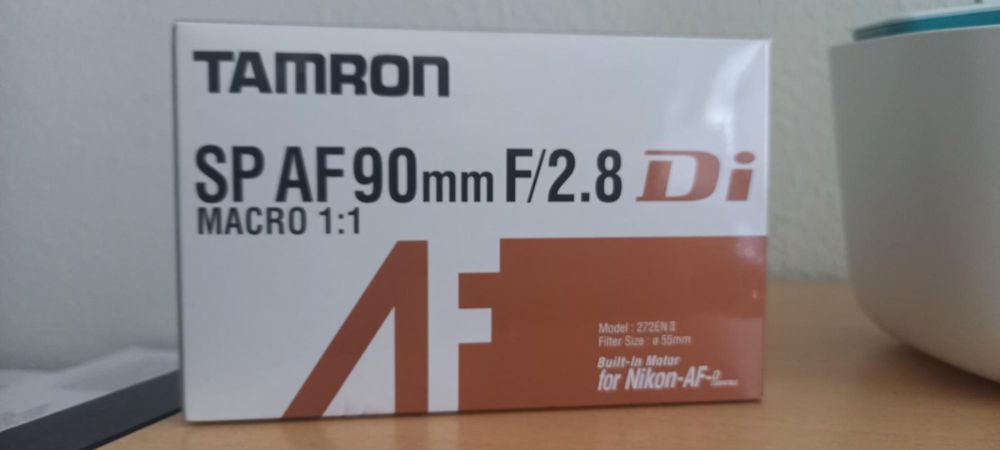 TAMRON
SP AF 90mm F/2.8 Di
MACRO 1:1
AF
Model : 272EN II
Filter Size : ø 55mm
Built-In Motor
for Nikon-AF-D